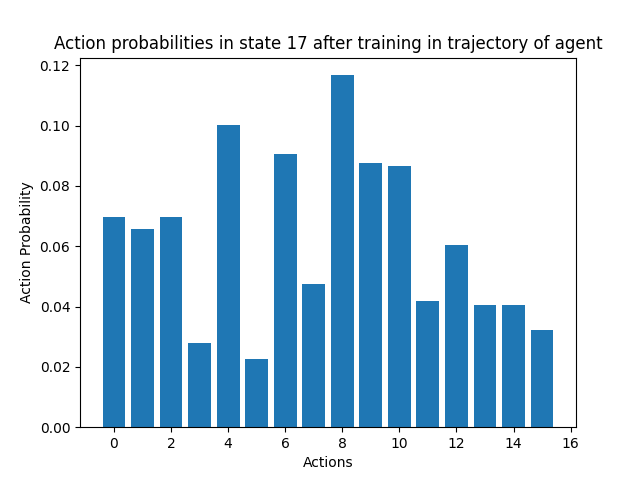 Action probabilities in state 17 after training in trajectory of agent
0.12
0.10
0.08
0.06
0.04
0.02
0.00
Action Probability
0 2 4 6 8 10 12 14 16
Actions